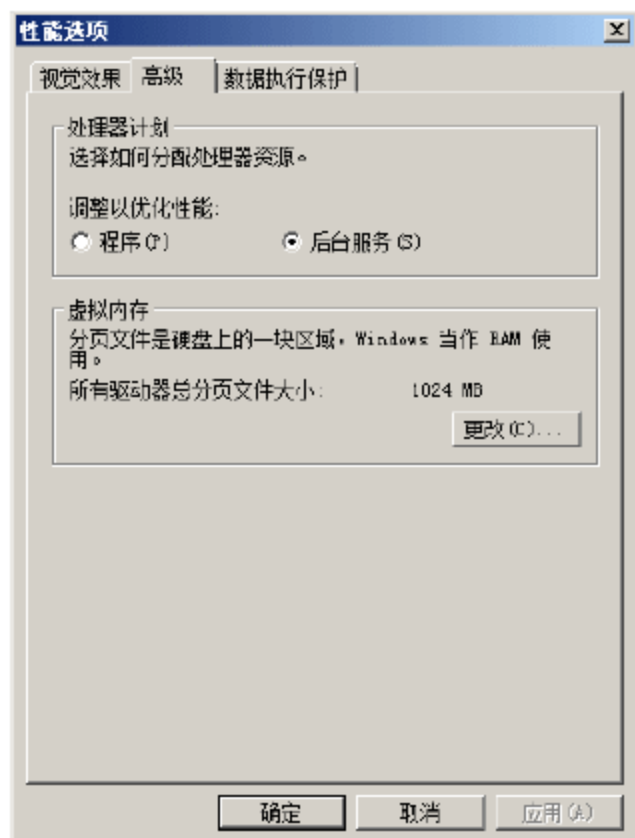 性能选项
视觉效果 高级 数据执行保护
处理器计划
选择如何分配处理器资源。
调整以优化性能:
程序(P) 后台服务(S)
虚拟内存
分页文件是硬盘上的一块区域，Windows 当作 RAM 使
用。
所有驱动器总分页文件大小: 1024 MB
更改(C)...
确定 取消 应用(A)